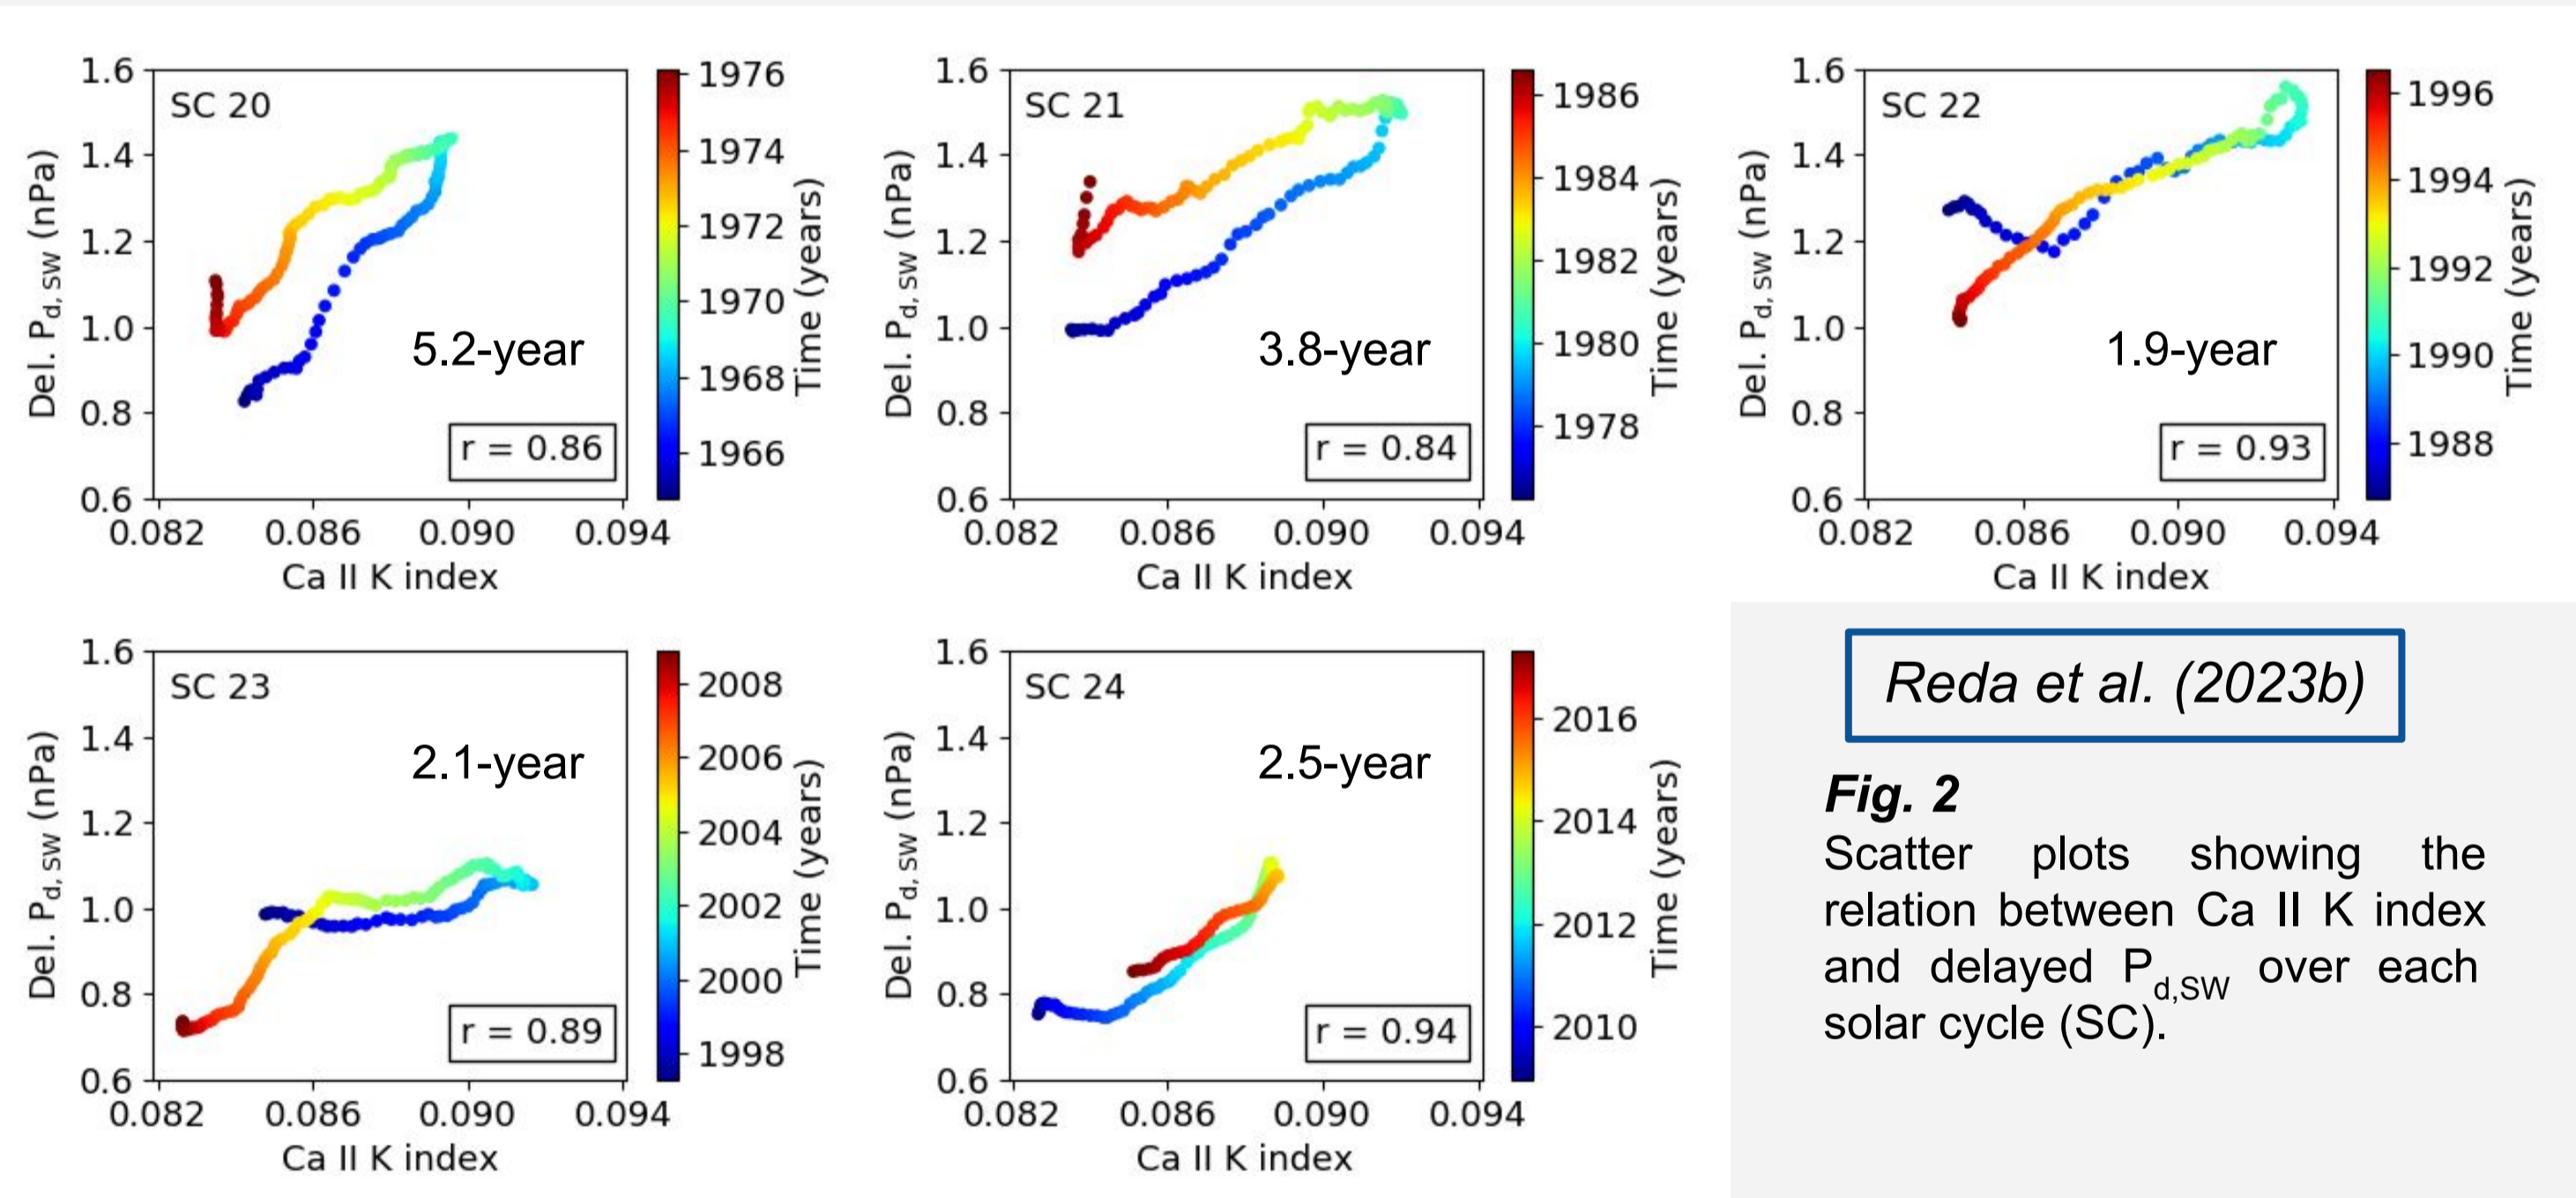 SC 20
5.2-year
r = 0.86
1.6
1.4
1.2
1.0
0.8
0.6
Del. Pd, SW (nPa)
0.082 0.086 0.090 0.094
Ca II K index
1976
1974
1972
1970
1968
1966
Time (years)
SC 21
3.8-year
r = 0.84
1.6
1.4
1.2
1.0
0.8
0.6
Del. Pd, SW (nPa)
0.082 0.086 0.090 0.094
Ca II K index
1986
1984
1982
1980
1978
Time (years)
SC 22
1.9-year
r = 0.93
1.6
1.4
1.2
1.0
0.8
0.6
Del. Pd, SW (nPa)
0.082 0.086 0.090 0.094
Ca II K index
1996
1994
1992
1990
1988
Time (years)
SC 23
2.1-year
r = 0.89
1.6
1.4
1.2
1.0
0.8
0.6
Del. Pd, SW (nPa)
0.082 0.086 0.090 0.094
Ca II K index
2008
2006
2004
2002
2000
1998
Time (years)
SC 24
2.5-year
r = 0.94
1.6
1.4
1.2
1.0
0.8
0.6
Del. Pd, SW (nPa)
0.082 0.086 0.090 0.094
Ca II K index
2016
2014
2012
2010
Time (years)
Reda et al. (2023b)
Fig. 2
Scatter plots showing the
relation between Ca II K index
and delayed Pd,SW over each
solar cycle (SC).